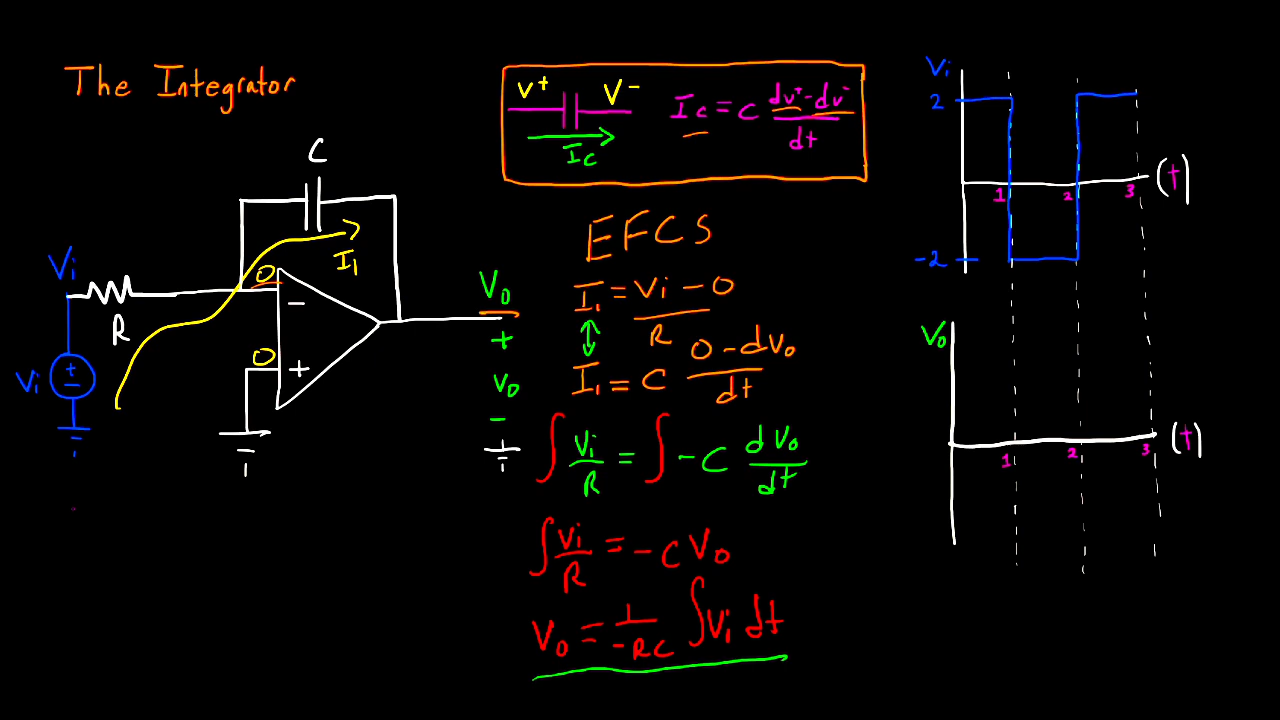 The Integrator
C
I₁
Vi
R
0
−
0
+
Vi
+
−
V₀
+
v₀
−
v⁺ V⁻
I꜀
I꜀ = C dv⁺-dv⁻/dt
EFCS
I₁ = Vi - 0/R
I₁ = C 0 - dV₀/dt
∫ Vi/R = ∫ -C dV₀/dt
∫ Vi/R = -C V₀
V₀ = 1/-RC ∫Vi dt
Vi
2
1 2 3 (t)
-2
V₀
1 2 3 (t)